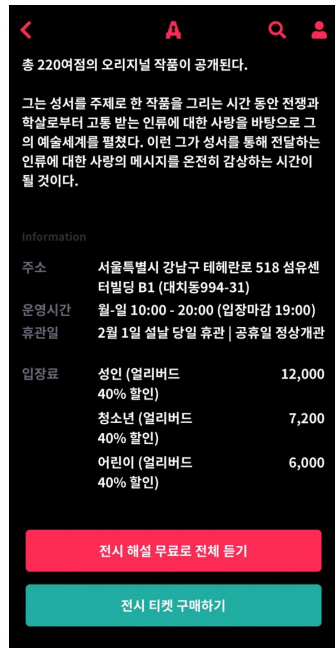 A
총 220여점의 오리지널 작품이 공개된다.
그는 성서를 주제로 한 작품을 그리는 시간 동안 전쟁과
학살로부터 고통 받는 인류에 대한 사랑을 바탕으로 그
의 예술세계를 펼쳤다. 이런 그가 성서를 통해 전달하는
인류에 대한 사랑의 메시지를 온전히 감상하는 시간이
될 것이다.
Information
주소 서울특별시 강남구 테헤란로 518 섬유센
터빌딩 B1 (대치동994-31)
운영시간 월-일 10:00 - 20:00 (입장마감 19:00)
휴관일 2월 1일 설날 당일 휴관 | 공휴일 정상개관
입장료 성인 (얼리버드 12,000
40% 할인)
청소년 (얼리버드 7,200
40% 할인)
어린이 (얼리버드 6,000
40% 할인)
전시 해설 무료로 전체 듣기
전시 티켓 구매하기